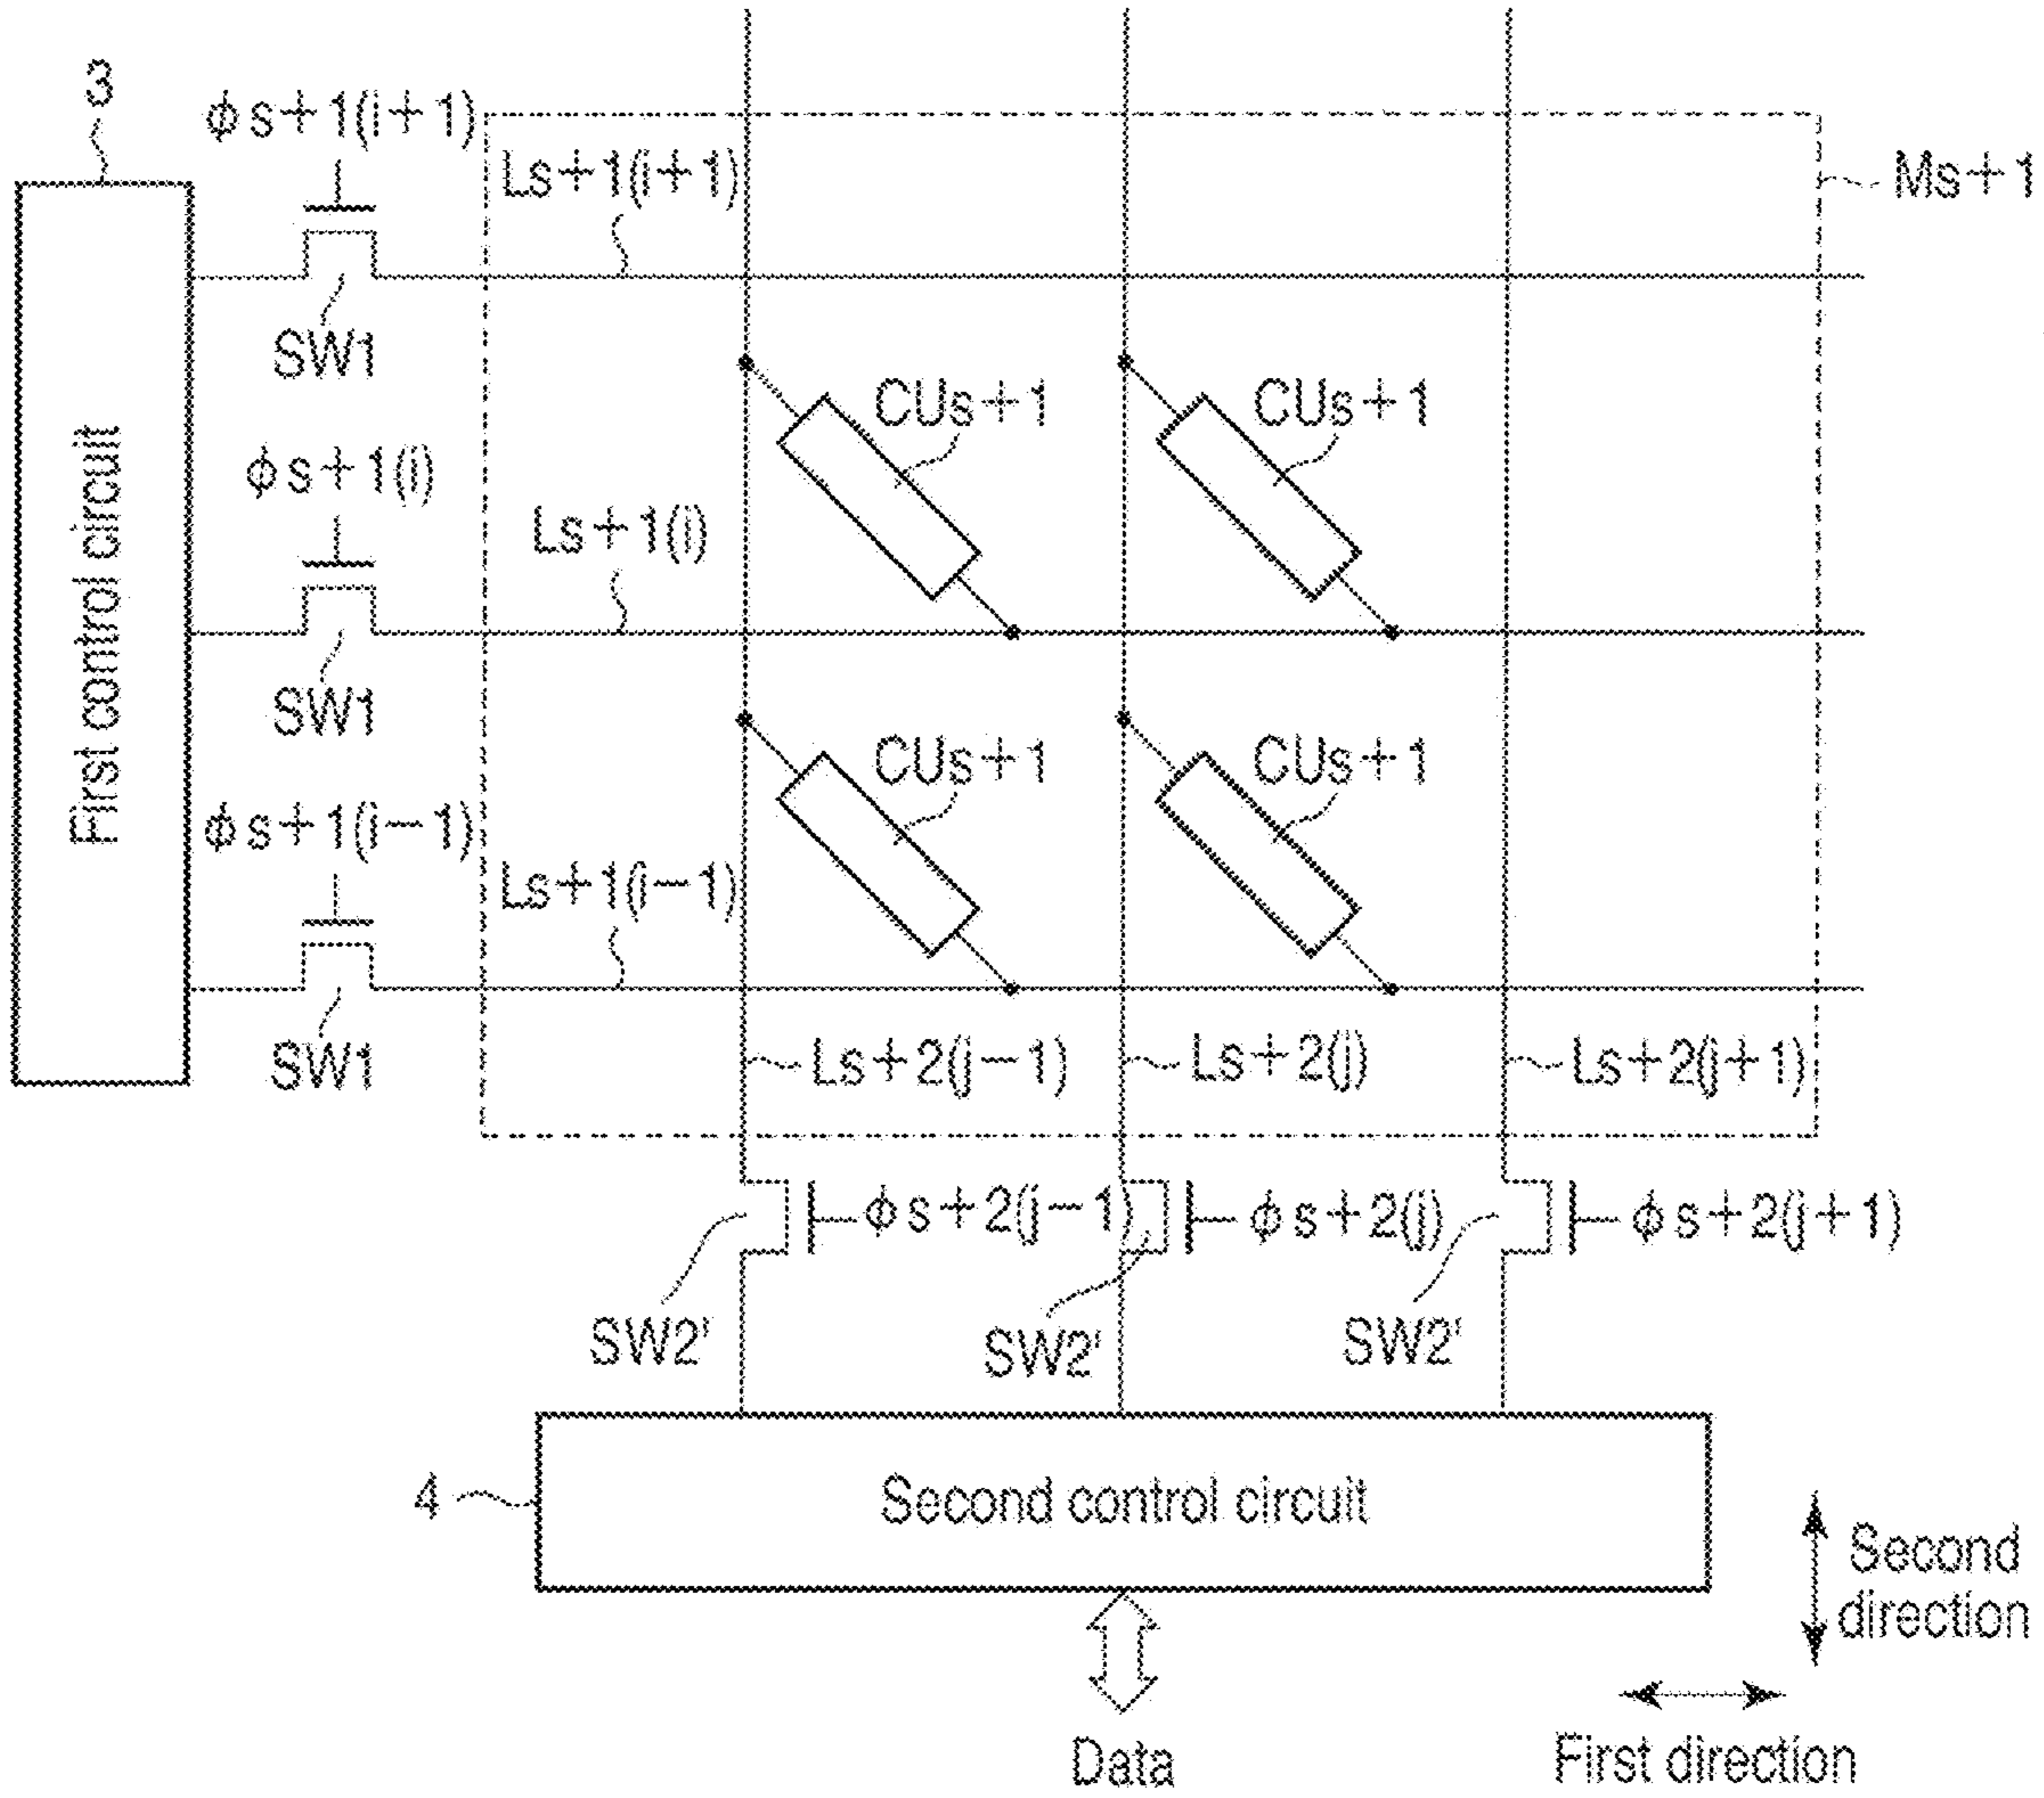 3
ϕs+1(i+1)
Ls+1(i+1)
Ms+1
SW1
First control circuit
CUs+1
CUs+1
ϕs+1(i)
Ls+1(i)
SW1
CUs+1
CUs+1
ϕs+1(i−1)
Ls+1(i−1)
SW1
Ls+2(j−1)
Ls+2(j)
Ls+2(j+1)
ϕs+2(j−1)
ϕs+2(j)
ϕs+2(j+1)
SW2'
SW2'
SW2'
4
Second control circuit
Second
direction
Data
First direction